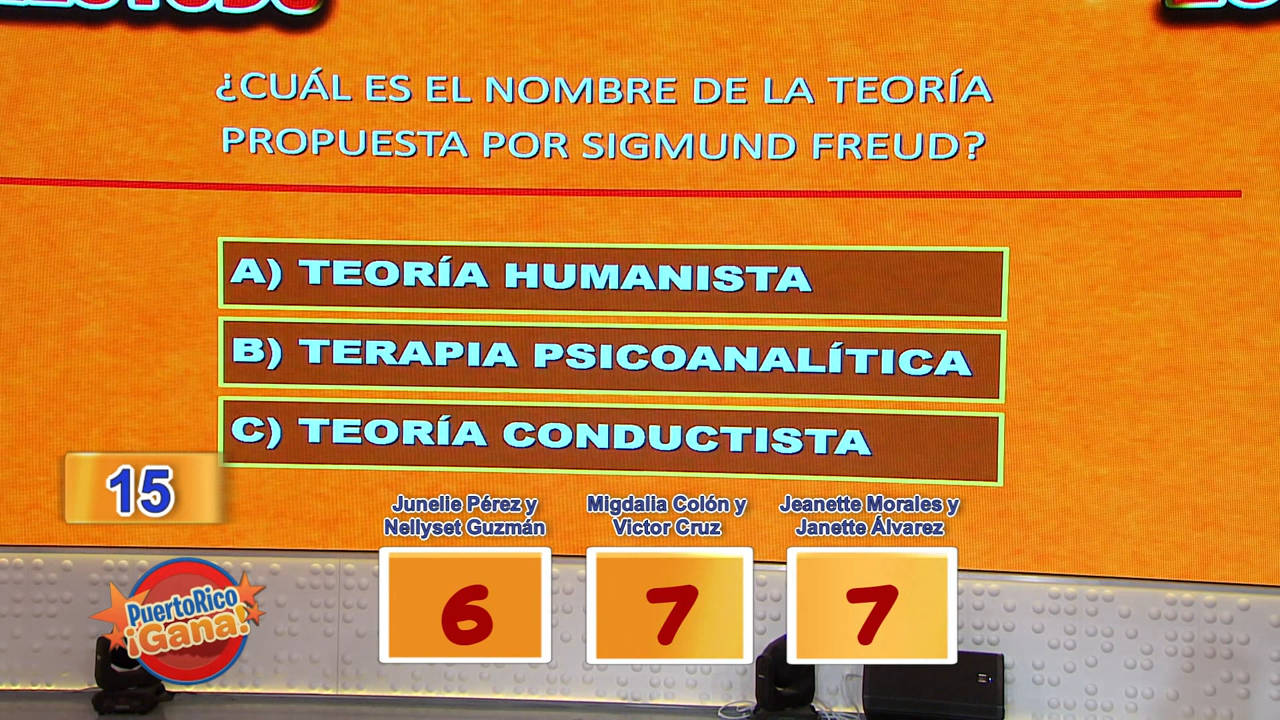 ¿CUÁL ES EL NOMBRE DE LA TEORÍA
PROPUESTA POR SIGMUND FREUD?
A) TEORÍA HUMANISTA
B) TERAPIA PSICOANALÍTICA
C) TEORÍA CONDUCTISTA
15
Junelie Pérez y
Nellyset Guzmán
6
Migdalia Colón y
Victor Cruz
7
Jeanette Morales y
Janette Álvarez
7
PuertoRico
¡Gana!